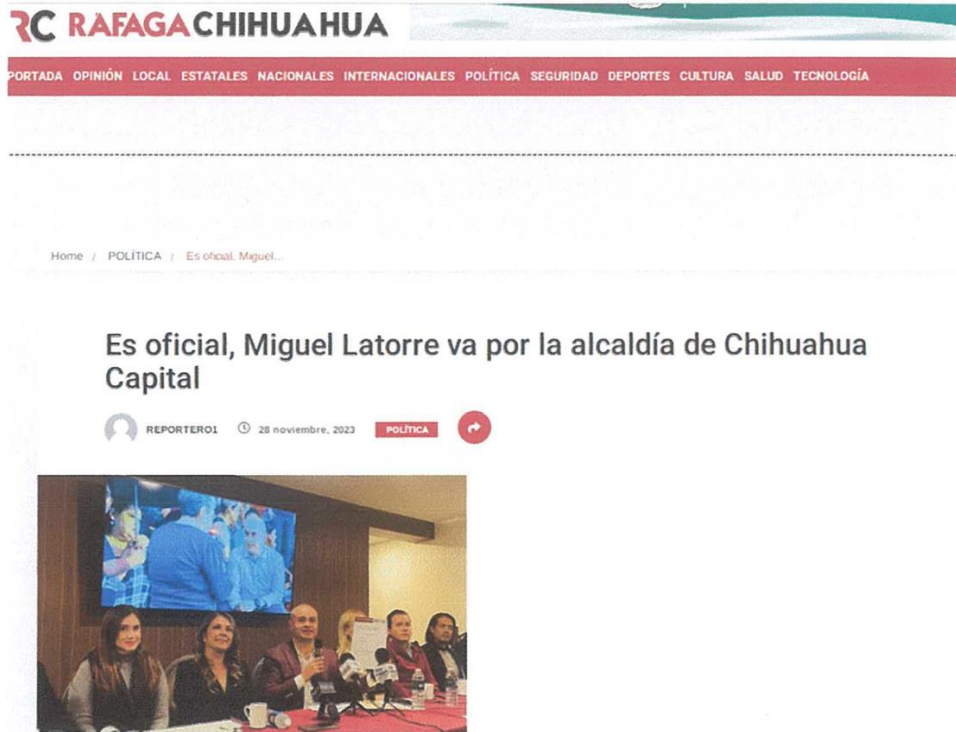 RC RAFAGACHIHUAHUA
PORTADA OPINIÓN LOCAL ESTATALES NACIONALES INTERNACIONALES POLÍTICA SEGURIDAD DEPORTES CULTURA SALUD TECNOLOGÍA
Home / POLÍTICA / Es oficial, Miguel...
Es oficial, Miguel Latorre va por la alcaldía de Chihuahua
Capital
REPORTERO1 28 noviembre, 2023 POLÍTICA